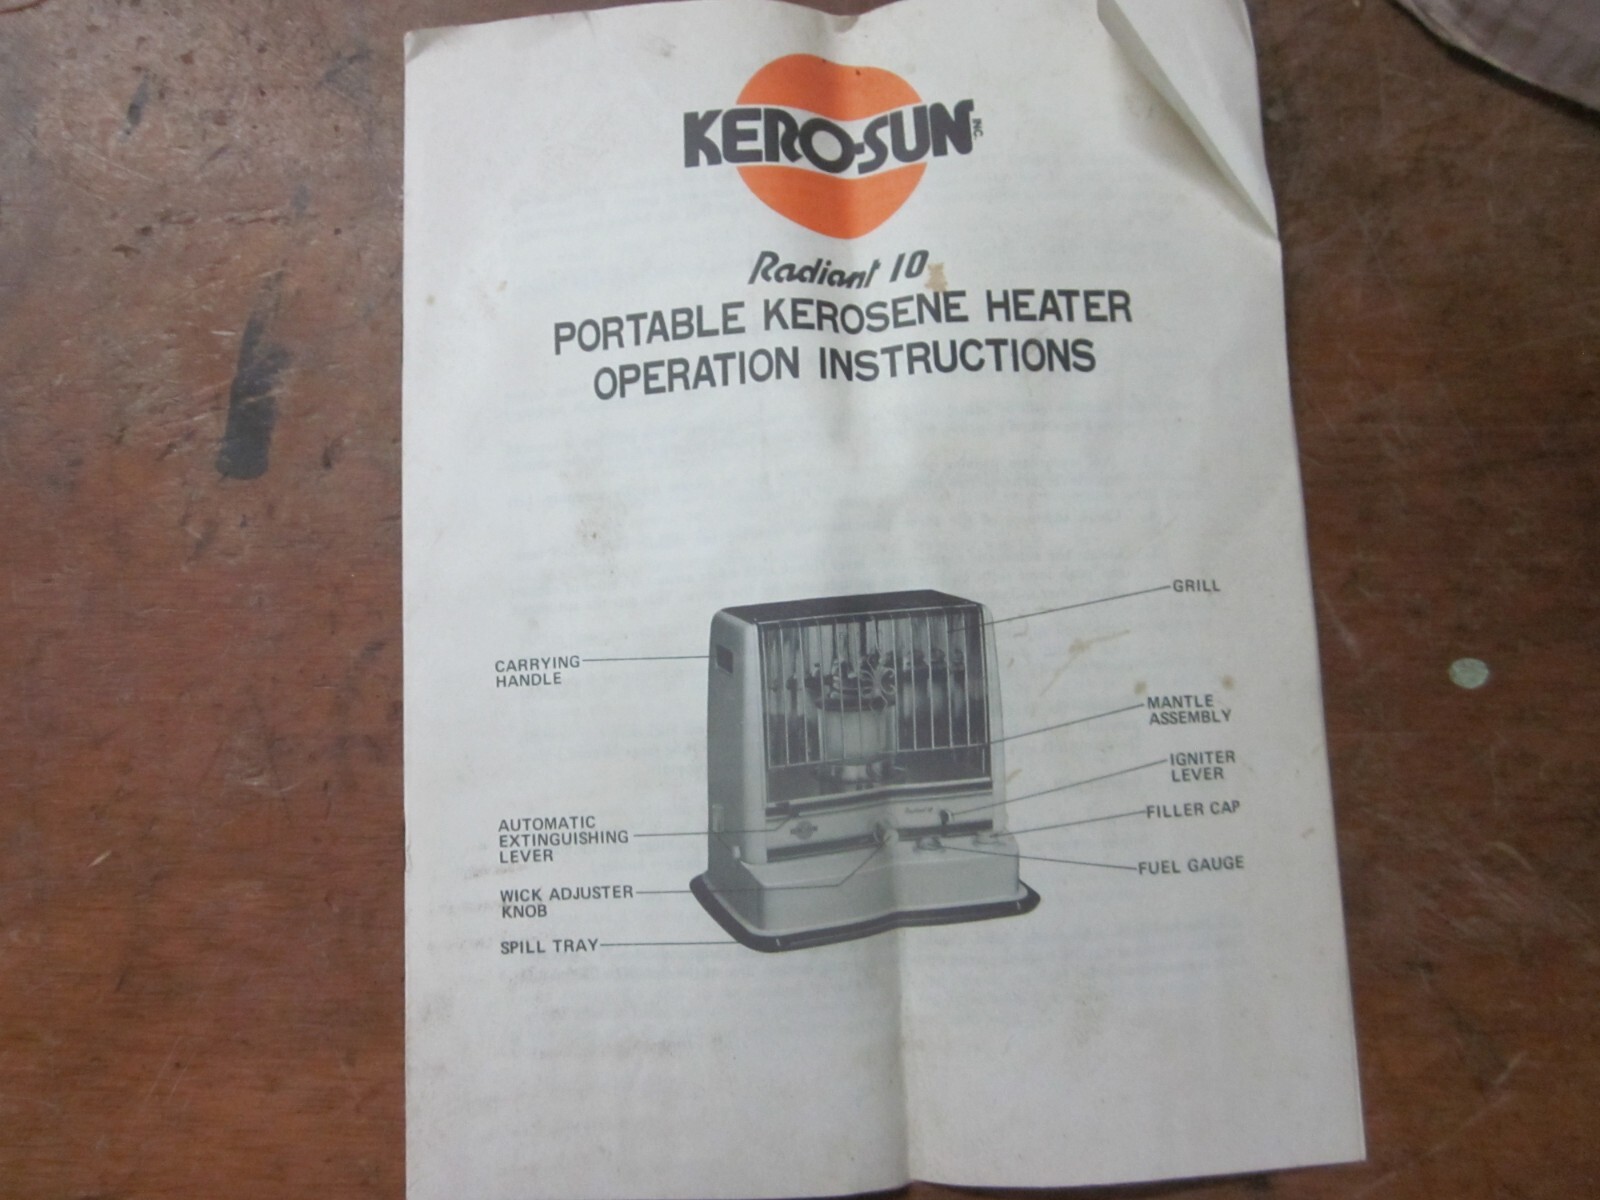 KERO-SUN INC.
Radiant 10
PORTABLE KEROSENE HEATER
OPERATION INSTRUCTIONS
GRILL
CARRYING
HANDLE
MANTLE
ASSEMBLY
IGNITER
LEVER
FILLER CAP
AUTOMATIC
EXTINGUISHING
LEVER
FUEL GAUGE
WICK ADJUSTER
KNOB
SPILL TRAY